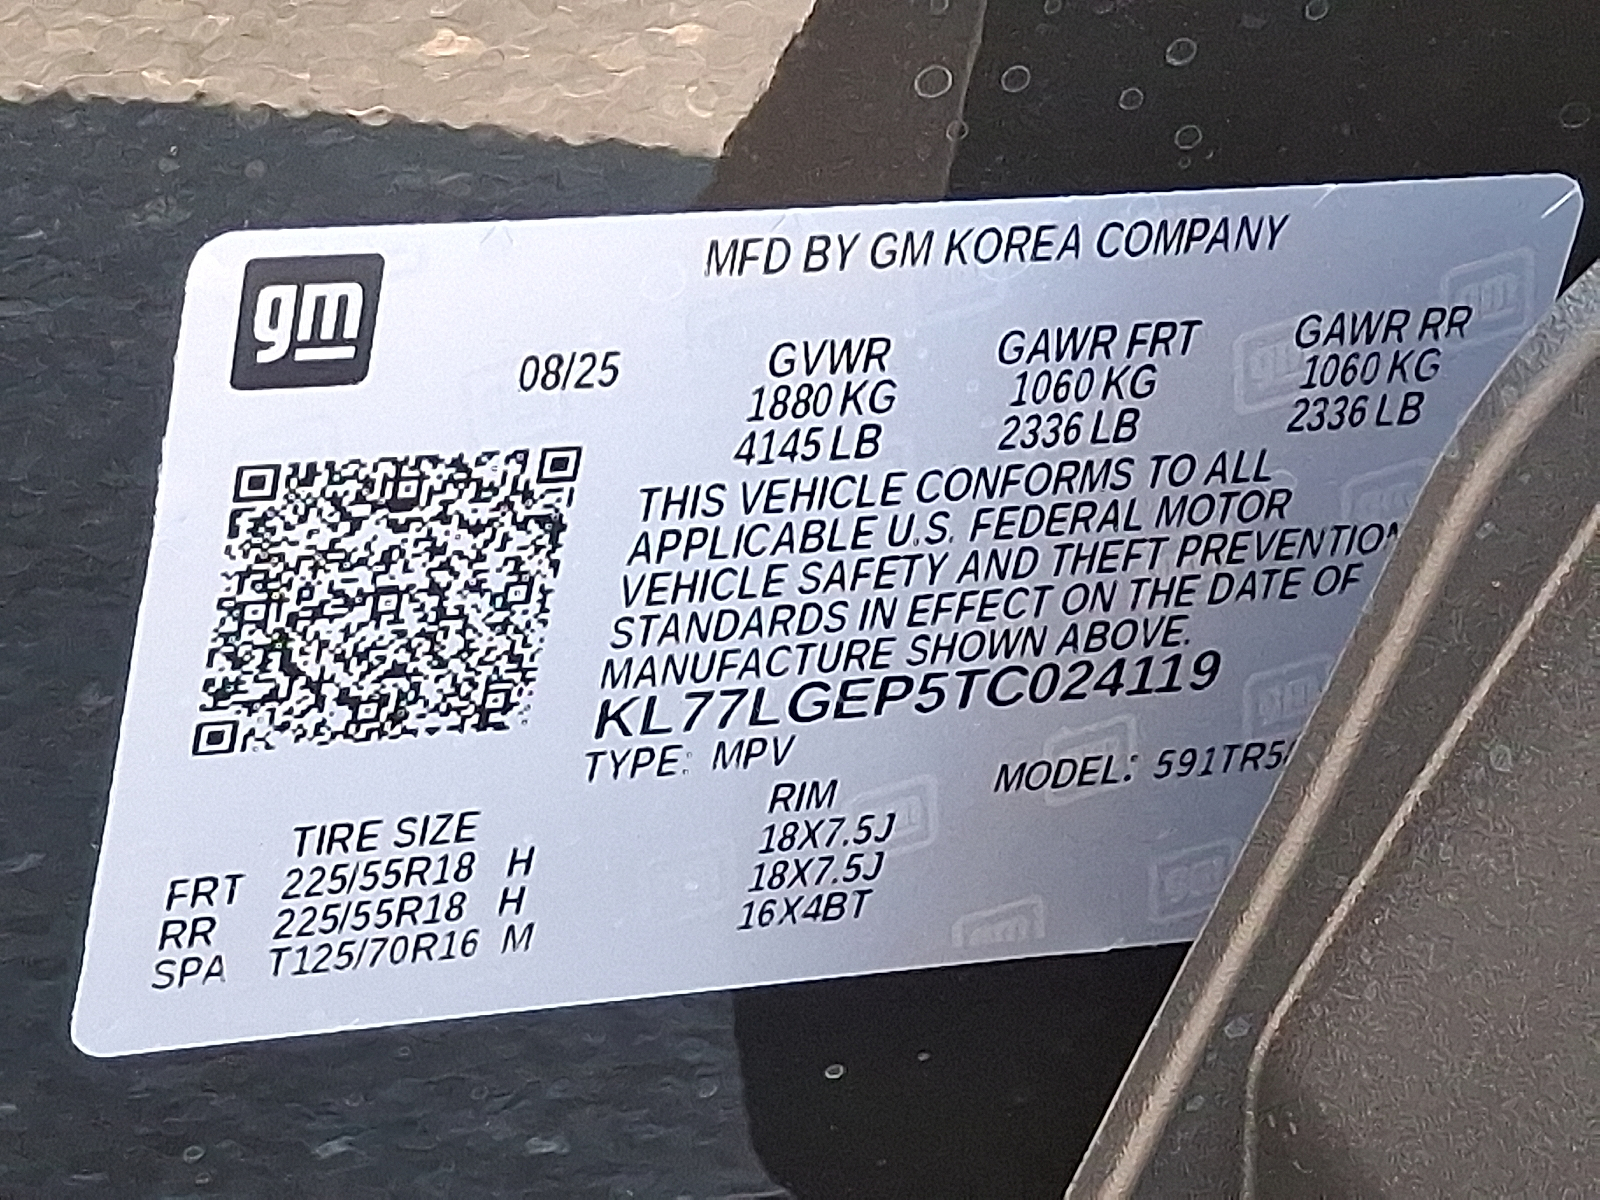 gm
MFD BY GM KOREA COMPANY
08/25
GVWR GAWR FRT GAWR RR
1880 KG 1060 KG 1060 KG
4145 LB 2336 LB 2336 LB
THIS VEHICLE CONFORMS TO ALL
APPLICABLE U.S. FEDERAL MOTOR
VEHICLE SAFETY AND THEFT PREVENTION
STANDARDS IN EFFECT ON THE DATE OF
MANUFACTURE SHOWN ABOVE.
KL77LGEP5TC024119
TYPE: MPV MODEL: 591TR5/
TIRE SIZE RIM
FRT 225/55R18 H 18X7.5J
RR 225/55R18 H 18X7.5J
SPA T125/70R16 M 16X4BT